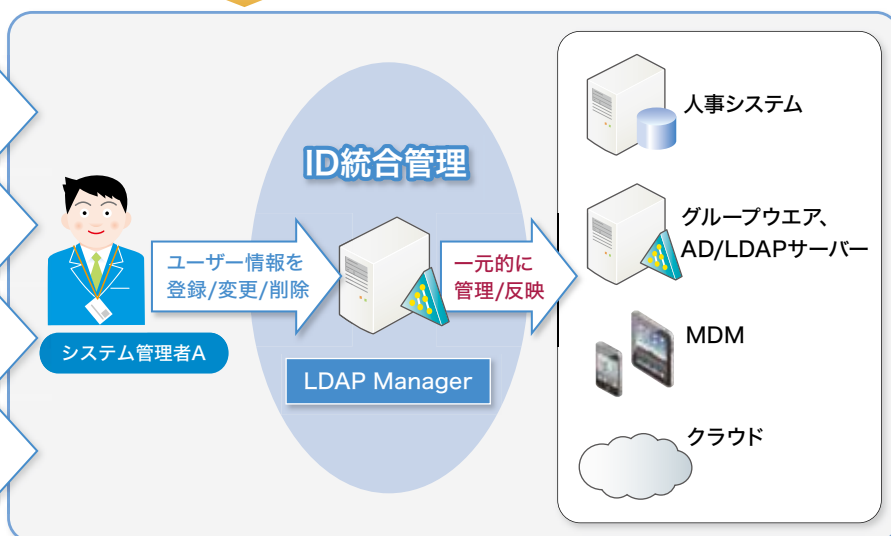 ID統合管理
ユーザー情報を
登録/変更/削除
一元的に
管理/反映
システム管理者A
LDAP Manager
人事システム
グループウエア、
AD/LDAPサーバー
MDM
クラウド